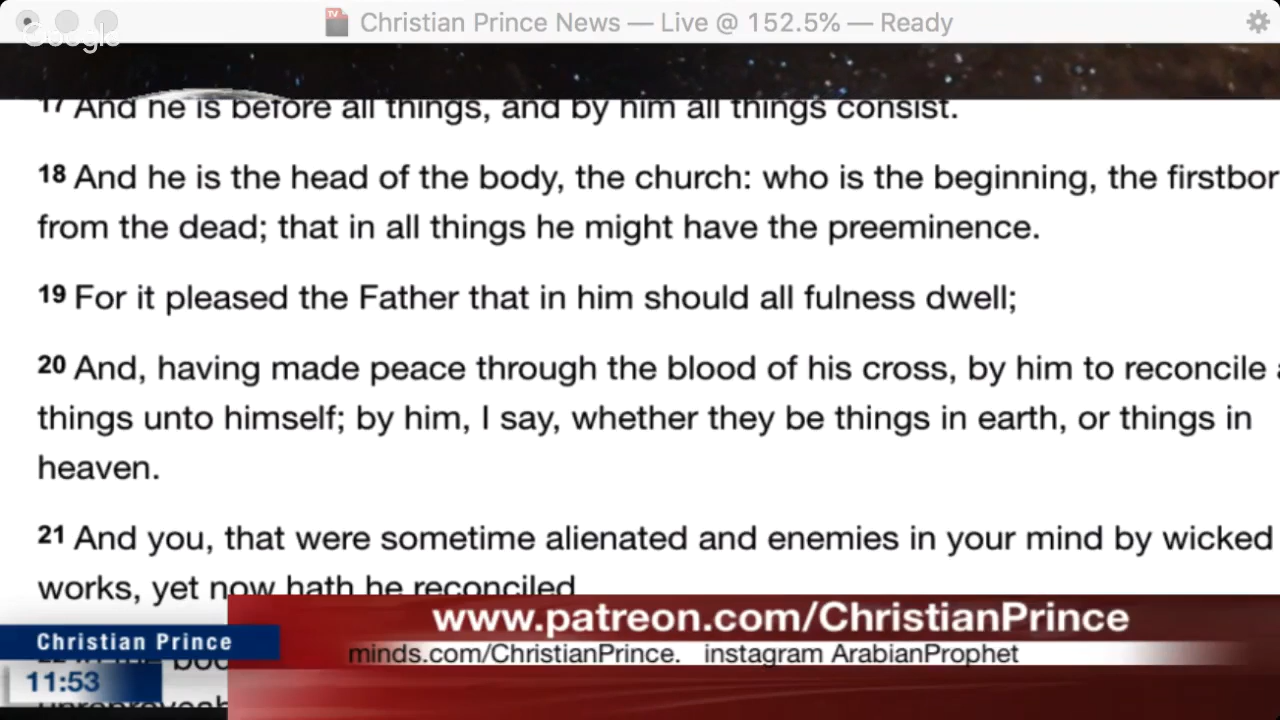 Christian Prince News — Live @ 152.5% — Ready
Google
17 And he is before all things, and by him all things consist.
18 And he is the head of the body, the church: who is the beginning, the firstbor
from the dead; that in all things he might have the preeminence.
19 For it pleased the Father that in him should all fulness dwell;
20 And, having made peace through the blood of his cross, by him to reconcile a
things unto himself; by him, I say, whether they be things in earth, or things in
heaven.
21 And you, that were sometime alienated and enemies in your mind by wicked
works, yet now hath he reconciled
www.patreon.com/ChristianPrince
Christian Prince
minds.com/ChristianPrince. instagram ArabianProphet
11:53